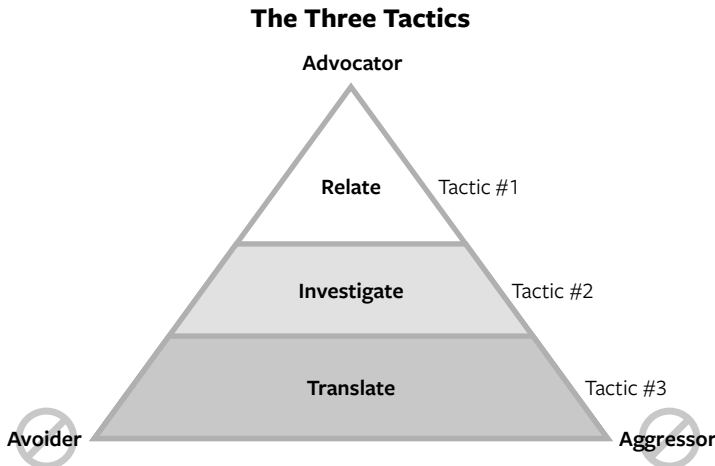 The Three Tactics
Advocator
Relate
Tactic #1
Investigate
Tactic #2
Translate
Tactic #3
Avoider
Aggressor